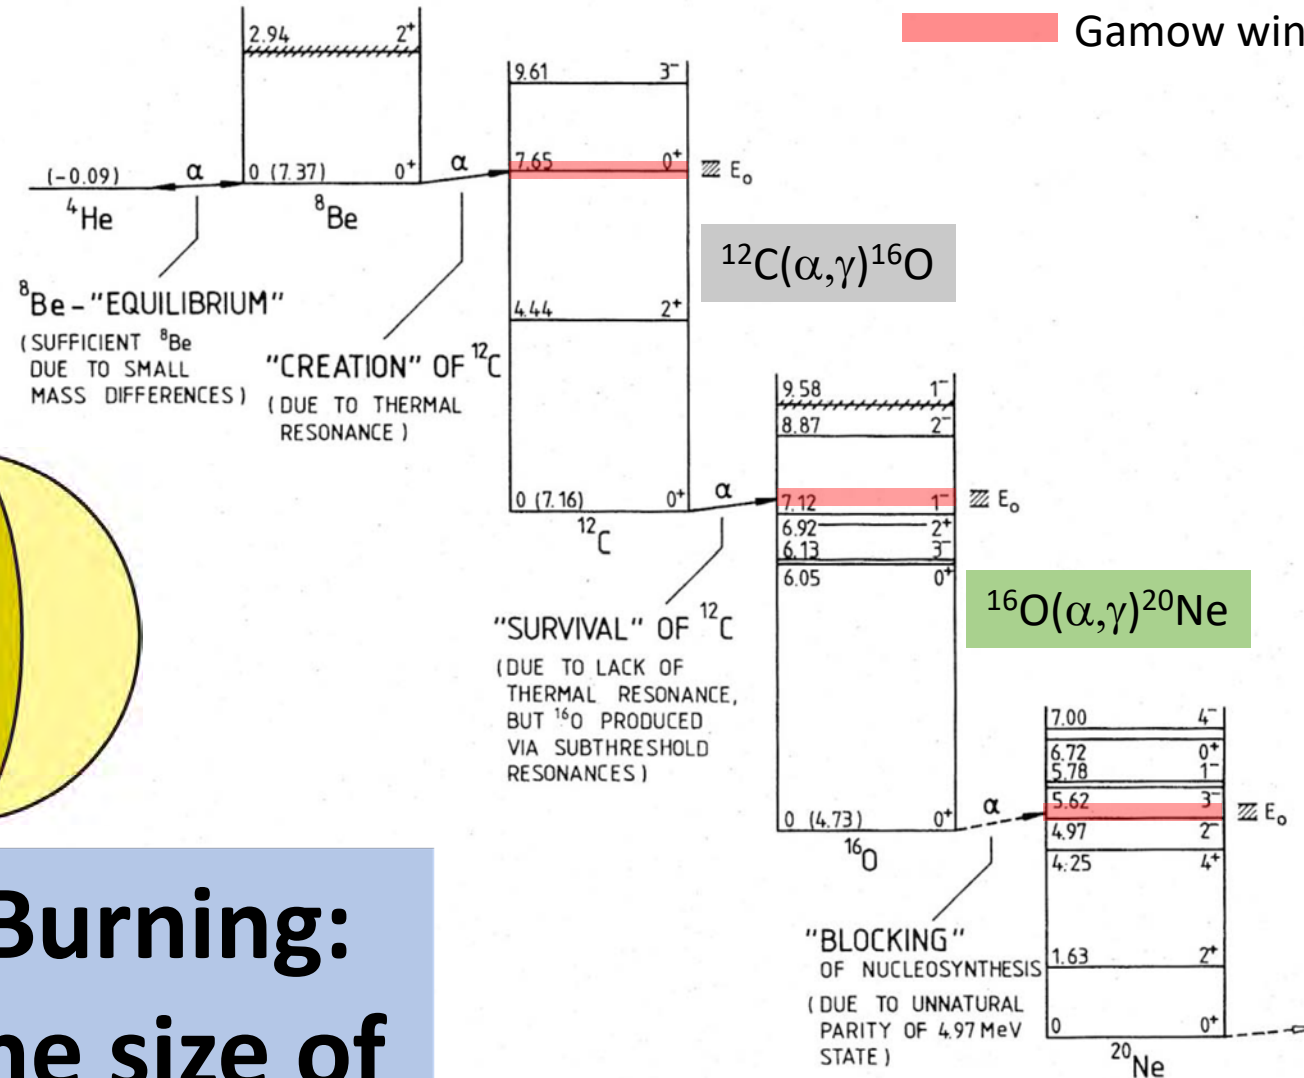 Gamow win
2.94 2⁺
(-0.09)
α
0 (7.37) 0⁺
α
⁴He
⁸Be
9.61 3⁻
7.65 0⁺
E₀
4.44 2⁺
0 (7.16) 0⁺
¹²C
α
¹²C(α,γ)¹⁶O
⁸Be-"EQUILIBRIUM"
(SUFFICIENT ⁸Be
DUE TO SMALL
MASS DIFFERENCES)
"CREATION" OF ¹²C
(DUE TO THERMAL
RESONANCE)
9.58 1⁻
8.87 2⁻
7.12 1⁻
E₀
6.92 2⁺
6.13 3⁻
6.05 0⁺
0 (4.73) 0⁺
¹⁶O
α
¹⁶O(α,γ)²⁰Ne
"SURVIVAL" OF ¹²C
(DUE TO LACK OF
THERMAL RESONANCE,
BUT ¹⁶O PRODUCED
VIA SUBTHRESHOLD
RESONANCES)
7.00 4⁻
6.72 0⁺
5.78 1⁻
5.62 3⁻
E₀
4.97 2⁻
4.25 4⁺
1.63 2⁺
0 0⁺
²⁰Ne
"BLOCKING"
OF NUCLEOSYNTHESIS
(DUE TO UNNATURAL
PARITY OF 4.97 MeV
STATE)
Burning:
ne size of